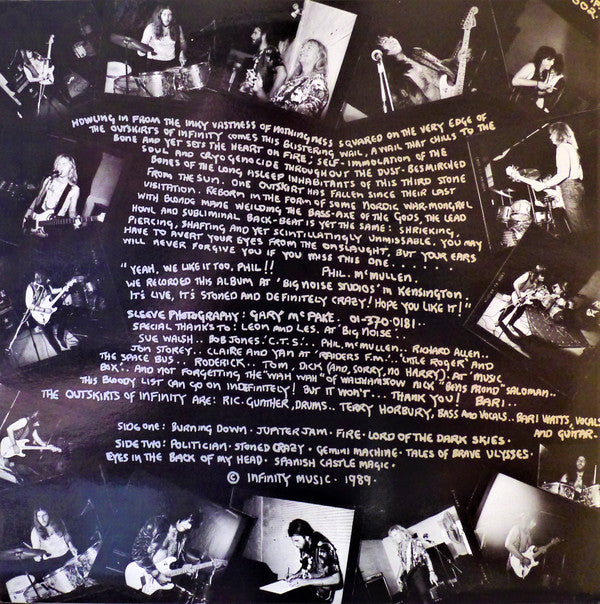 HOWLING IN FROM THE INKY VASTNESS OF NOTHINGNESS SQUARED ON THE VERY EDGE OF
THE OUTSKIRTS OF INFINITY COMES THIS BLISTERING WAIL, A WAIL THAT CHILLS TO THE
BONE AND YET SETS THE HEART ON FIRE; SELF-IMMOLATION OF THE
SOUL AND CRYO GENOCIDE THROUGHOUT THE DUST-BESMIRCHED
BONES OF THE LONG ASLEEP INHABITANTS OF THIS THIRD STONE
FROM THE SUN. ONE OUTSKIRT HAS FALLEN SINCE THEIR LAST
VISITATION. REBORN IN THE FORM OF SOME NORDIC WAR-MONGREL
WITH BLONDE MANE WEILDING THE BASS-AXE OF THE GODS, THE LEAD
HOWL AND SUBLIMINAL BACK-BEAT IS YET THE SAME: SHRIEKING,
PIERCING, SHAFTING AND YET SCINTILLATINGLY UNMISSABLE. YOU MAY
HAVE TO AVERT YOUR EYES FROM THE ONSLAUGHT, BUT YOUR EARS
WILL NEVER FORGIVE YOU IF YOU MISS THIS ONE.......
PHIL. McMULLEN.
"YEAH, WE LIKE IT TOO, PHIL!!
WE RECORDED THIS ALBUM AT 'BIG NOISE STUDIOS' IN KENSINGTON..
IT'S LIVE, IT'S STONED AND DEFINITELY CRAZY! HOPE YOU LIKE IT!"
SLEEVE PHOTOGRAPHY: GARY McPAKE. 01-370-0181..
SPECIAL THANKS TO: LEON AND LES. AT 'BIG NOISE'
SUE WALSH.. BOB JONES 'C.T.S.'.. PHIL. McMULLEN.. RICHARD ALLEN..
JON STOREY.. CLAIRE AND YAN AT 'RAIDERS F.M.'.. 'LITTLE ROGER' AND
THE SPACE BUS.. RODERICK.. TOM, DICK (AND, SORRY, NO HARRY). AT 'MUSIC
BOX'.. AND NOT FORGETTING THE "WAH WAH" OF WALTHAMSTOW NICK "BEVIS FROND" SALOMAN..
THIS BLOODY LIST CAN GO ON INDEFINITELY! BUT IT WON'T... THANK YOU! BARI..
THE OUTSKIRTS OF INFINITY ARE: RIC. GUNTHER, DRUMS.. TERRY HORBURY, BASS AND VOCALS.. BARI WATTS, VOCALS
AND GUITAR..
SIDE ONE: BURNING DOWN · JUPITER JAM · FIRE · LORD OF THE DARK SKIES ·
SIDE TWO: POLITICIAN · STONED CRAZY · GEMINI MACHINE · TALES OF BRAVE ULYSSES ·
EYES IN THE BACK OF MY HEAD · SPANISH CASTLE MAGIC ·
© INFINITY MUSIC · 1989 ·